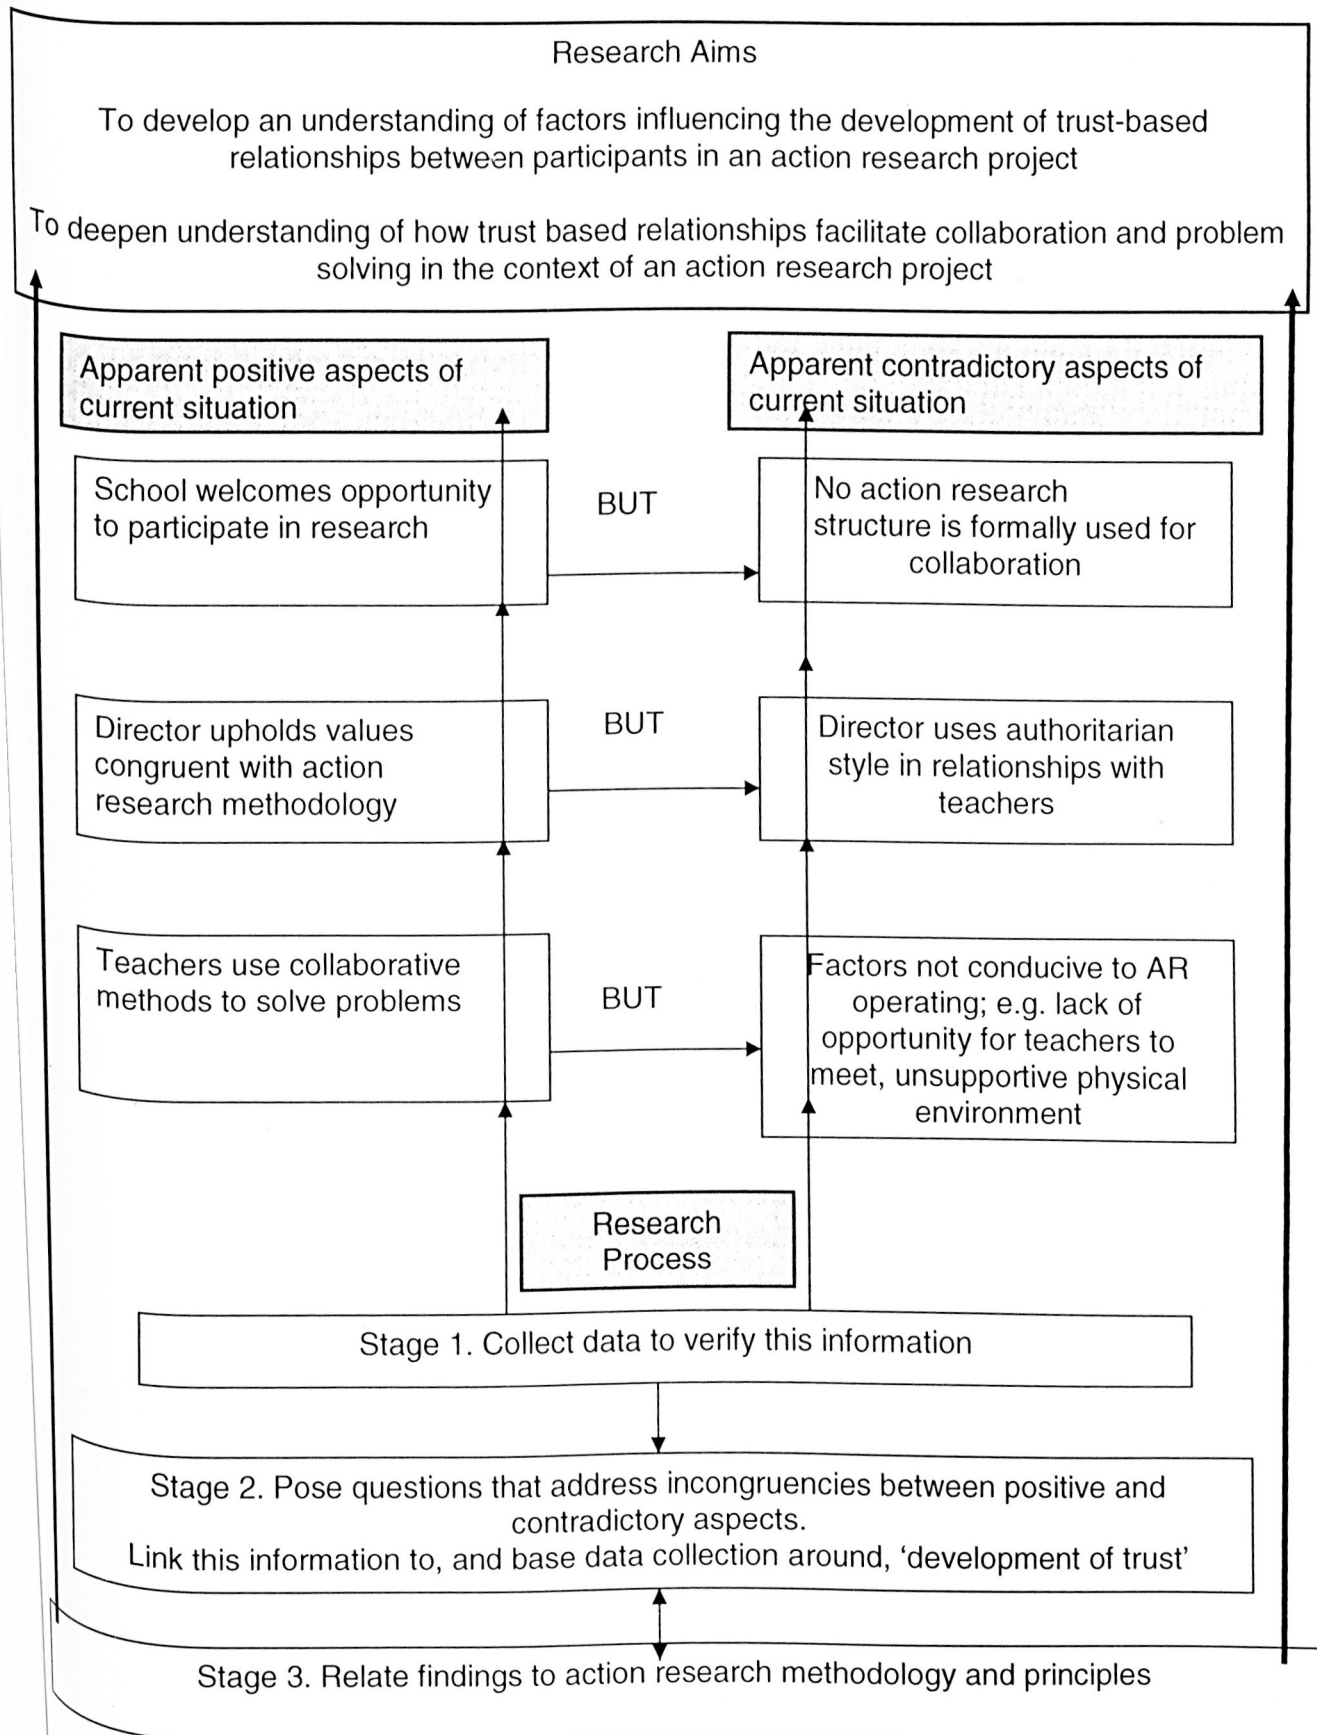 Research Aims
To develop an understanding of factors influencing the development of trust-based
relationships between participants in an action research project
To deepen understanding of how trust based relationships facilitate collaboration and problem
solving in the context of an action research project
Apparent positive aspects of
current situation
Apparent contradictory aspects of
current situation
School welcomes opportunity
to participate in research
BUT
No action research
structure is formally used for
collaboration
Director upholds values
congruent with action
research methodology
BUT
Director uses authoritarian
style in relationships with
teachers
Teachers use collaborative
methods to solve problems
BUT
Factors not conducive to AR
operating; e.g. lack of
opportunity for teachers to
meet, unsupportive physical
environment
Research
Process
Stage 1. Collect data to verify this information
Stage 2. Pose questions that address incongruencies between positive and
contradictory aspects.
Link this information to, and base data collection around, ‘development of trust’
Stage 3. Relate findings to action research methodology and principles